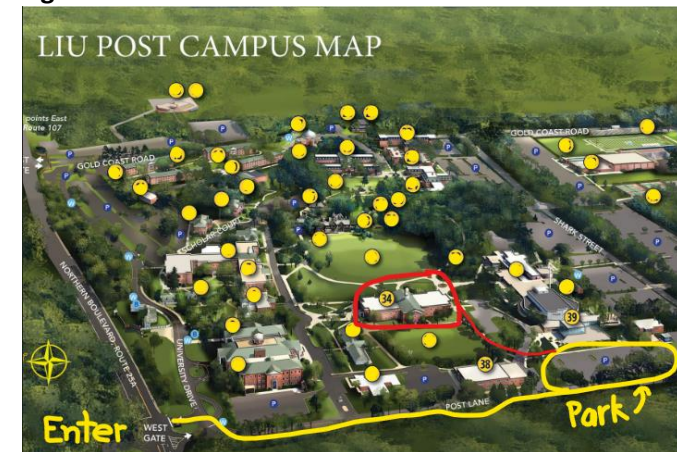 LIU POST CAMPUS MAP
points East
Route 107
GOLD COAST ROAD
GOLD COAST ROAD
SHARK STREET
NORTHERN BOULEVARD, ROUTE 25A
UNIVERSITY DRIVE
34
39
38
POST LANE
WEST
GATE
Enter
Park
P
P
P
P
P
P
P
P
P
W
W